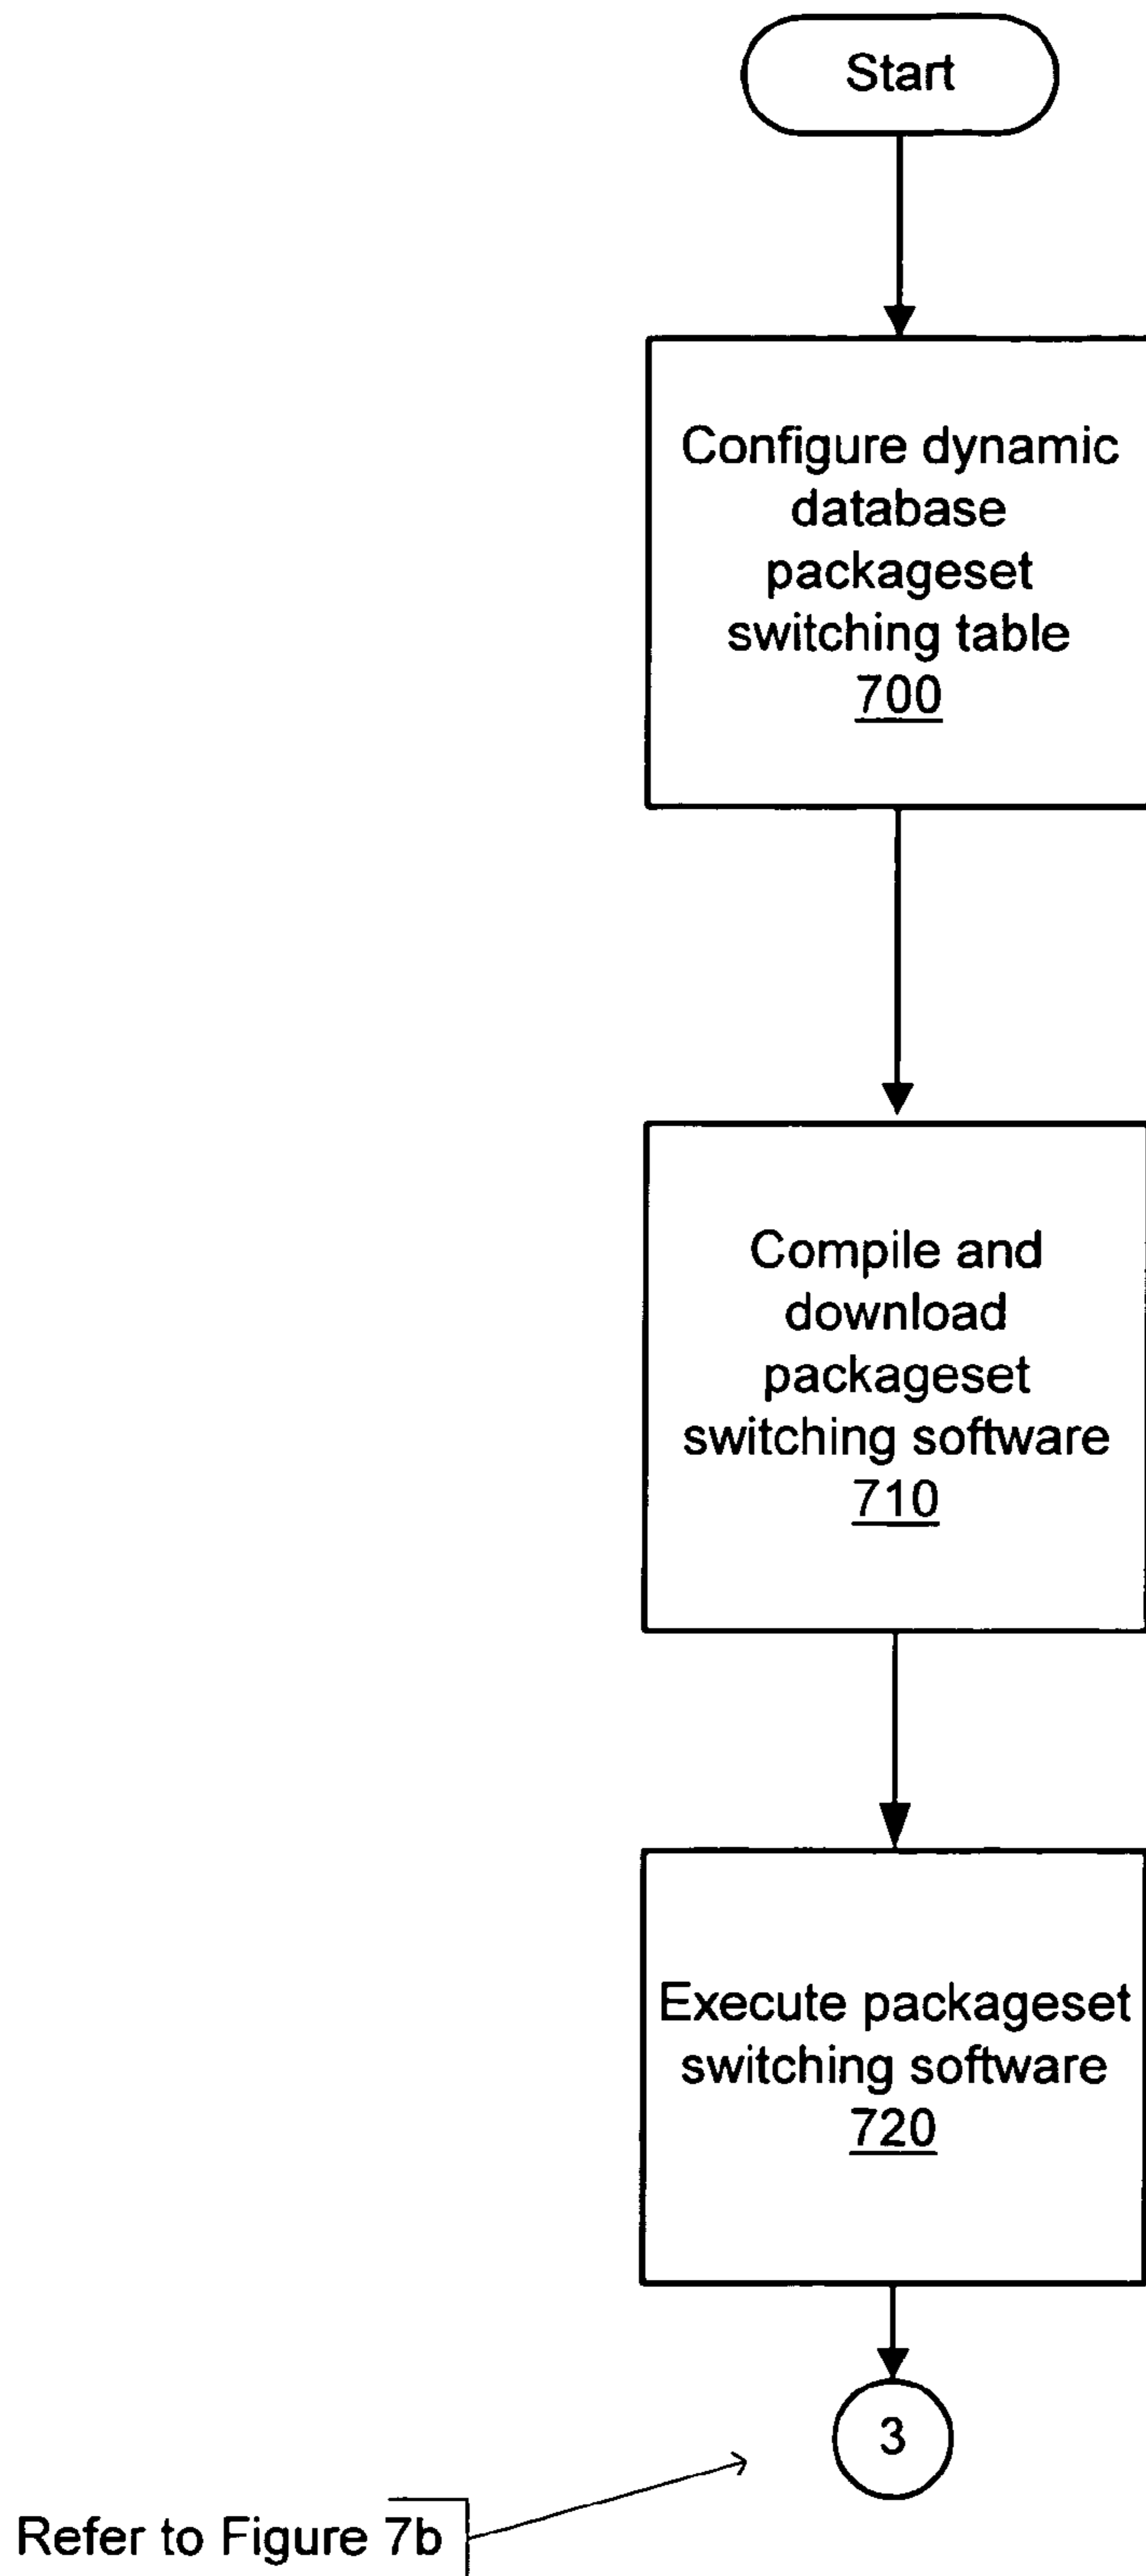 Start
Configure dynamic
database
packageset
switching table
700
Compile and
download
packageset
switching software
710
Execute packageset
switching software
720
3
Refer to Figure 7b